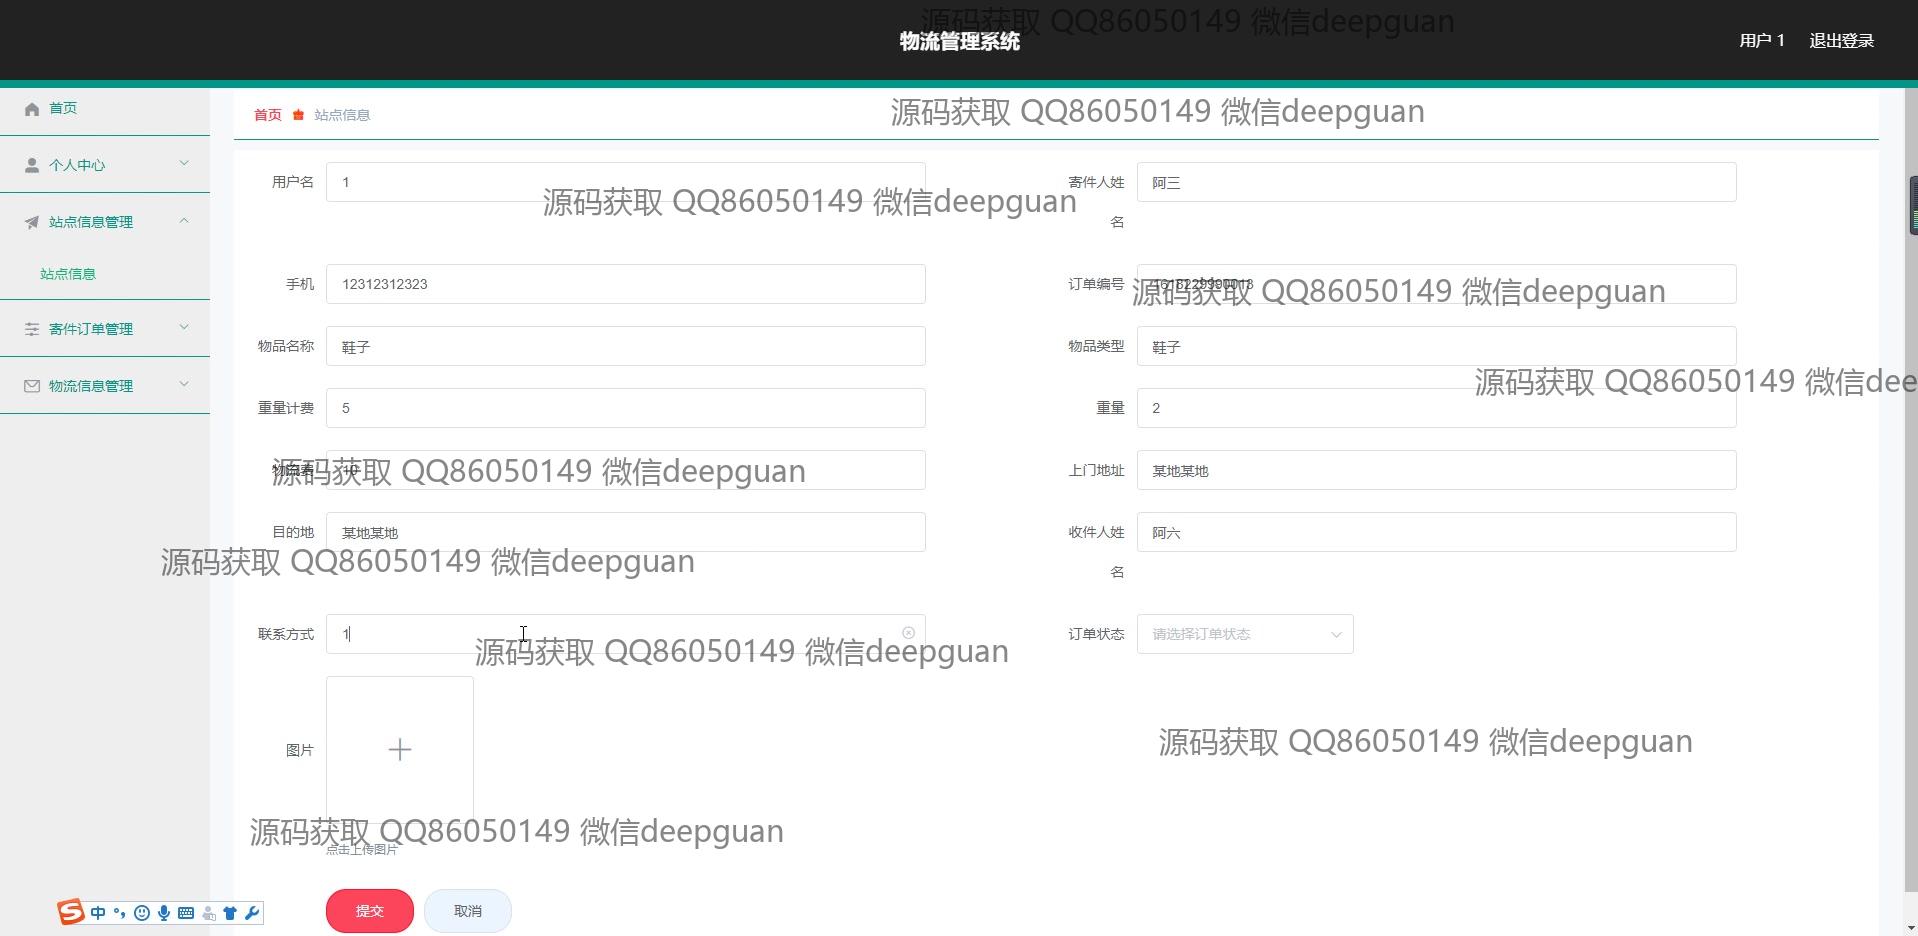 源码获取 QQ86050149 微信deepguan
物流管理系统
用户 1
退出登录
首页
首页
站点信息
源码获取 QQ86050149 微信deepguan
个人中心
用户名
1
寄件人姓名
阿三
源码获取 QQ86050149 微信deepguan
站点信息管理
站点信息
手机
12312312323
订单编号
源码获取 QQ86050149 微信deepguan
寄件订单管理
物品名称
鞋子
物品类型
鞋子
物流信息管理
源码获取 QQ86050149 微信dee
重量计费
5
重量
2
物流费
10
源码获取 QQ86050149 微信deepguan
上门地址
某地某地
目的地
某地某地
收件人姓名
阿六
源码获取 QQ86050149 微信deepguan
联系方式
1
订单状态
请选择订单状态
源码获取 QQ86050149 微信deepguan
图片
源码获取 QQ86050149 微信deepguan
源码获取 QQ86050149 微信deepguan
点击上传图片
中
提交
取消